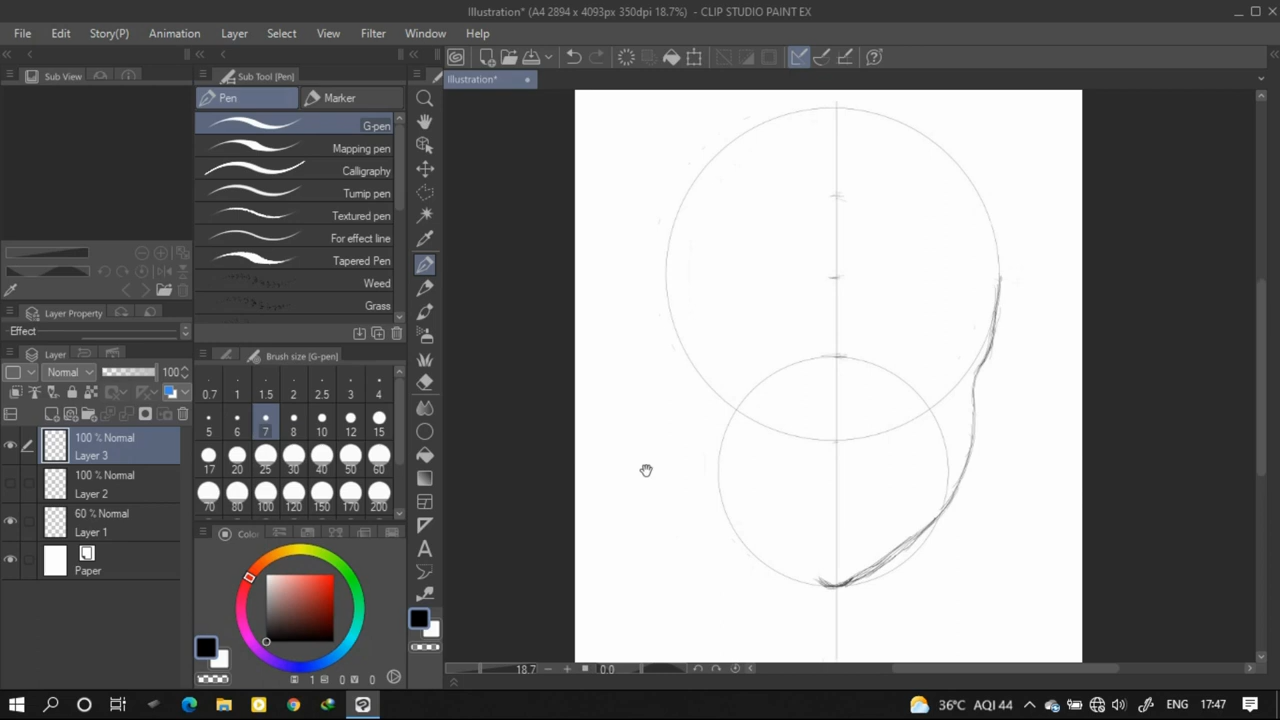 Illustration* (A4 2894 x 4093px 350dpi 18.7%) - CLIP STUDIO PAINT EX
File Edit Story(P) Animation Layer Select View Filter Window Help
Sub View
Sub Tool [Pen]
Illustration*
Pen Marker
G-pen
Mapping pen
Calligraphy
Turnip pen
Textured pen
For effect line
Tapered Pen
Weed
Grass
Layer Property
Effect
Layer
Normal 100
100 % Normal
Layer 3
100 % Normal
Layer 2
60 % Normal
Layer 1
Paper
Brush size [G-pen]
0.7 1 1.5 2 2.5 3 4
5 6 7 8 10 12 15
17 20 25 30 40 50 60
70 80 100 120 150 170 200
Colo
H 1 S 0 V 0
18.7 0.0
36°C AQI 44 ENG 17:47